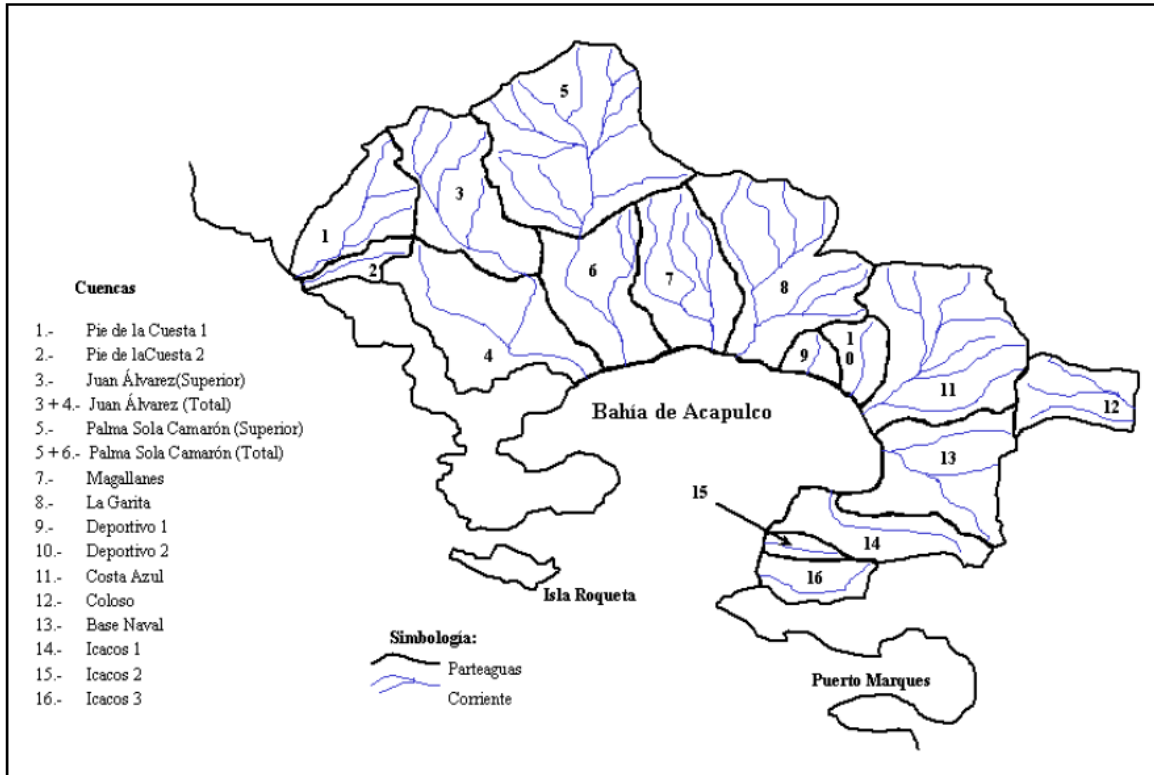 5
3
1
2
6
7
8
4
9
1
10
11
12
13
15
14
16
Cuencas
1.- Pie de la Cuesta 1
2.- Pie de laCuesta 2
3.- Juan Álvarez(Superior)
3 + 4.- Juan Álvarez (Total)
5.- Palma Sola Camarón (Superior)
5 + 6.- Palma Sola Camarón (Total)
7.- Magallanes
8.- La Garita
9.- Deportivo 1
10.- Deportivo 2
11.- Costa Azul
12.- Coloso
13.- Base Naval
14.- Icacos 1
15.- Icacos 2
16.- Icacos 3
Bahía de Acapulco
Isla Roqueta
Simbología:
Parteaguas
Corriente
Puerto Marques